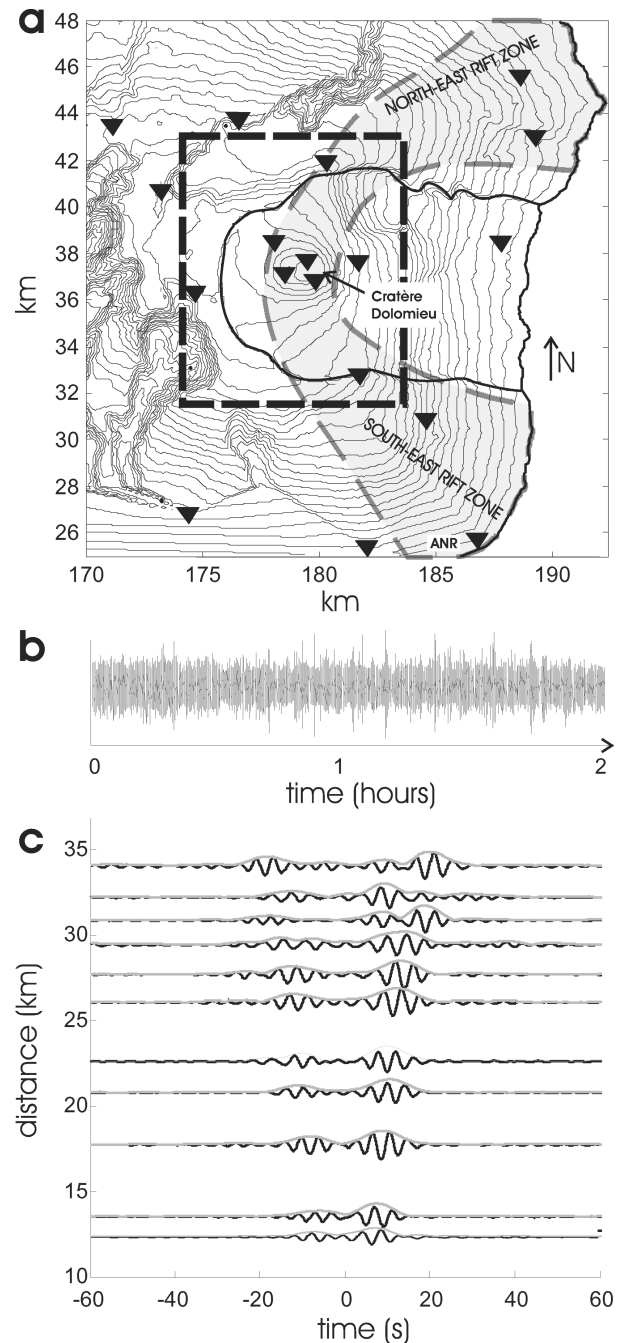 a
48
46
44
42
40
38
36
34
32
30
28
26
km
NORTH-EAST RIFT ZONE
Cratère
Dolomieu
N
SOUTH-EAST RIFT ZONE
ANR
170 175 180 185 190
km
b
0 1 2
time (hours)
c
35
30
25
20
15
10
distance (km)
-60 -40 -20 0 20 40 60
time (s)